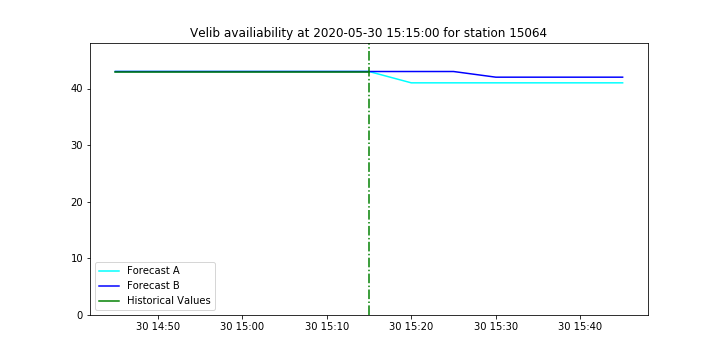 Velib availiability at 2020-05-30 15:15:00 for station 15064
40
30
20
10
0
Forecast A
Forecast B
Historical Values
30 14:50 30 15:00 30 15:10 30 15:20 30 15:30 30 15:40